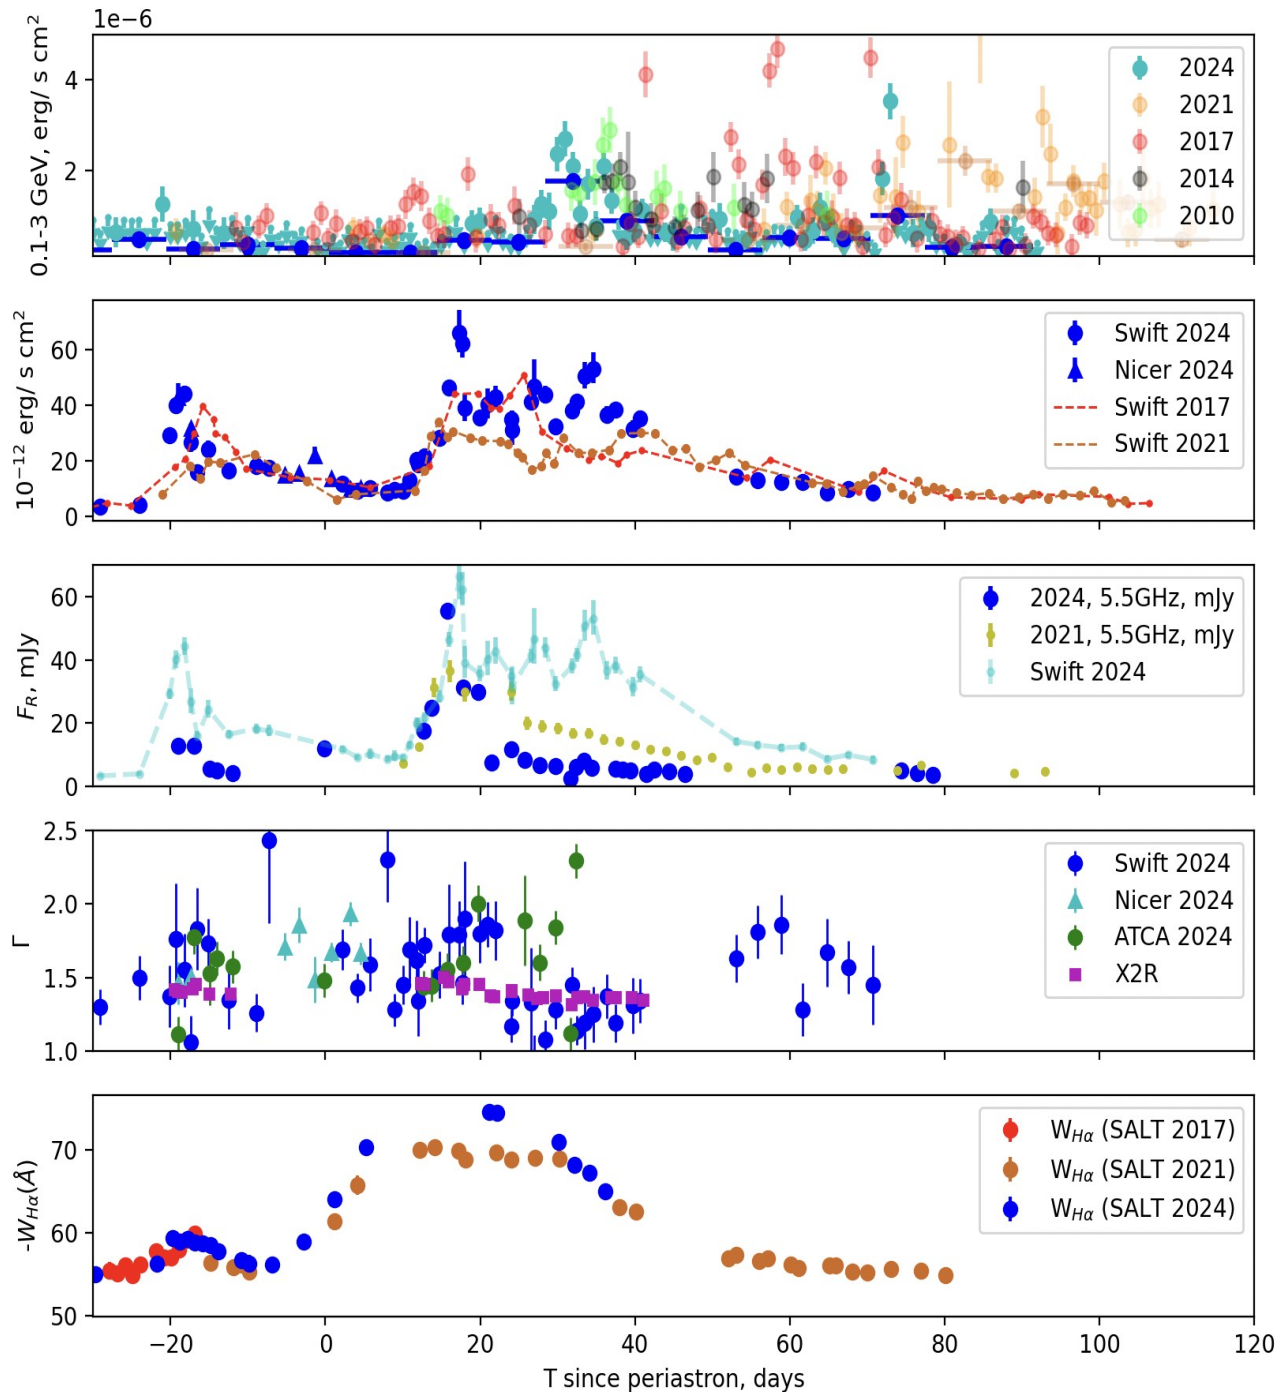 1e−6
0.1-3 GeV, erg/ s cm²
4
2
2024
2021
2017
2014
2010
10⁻¹² erg/ s cm²
60
40
20
0
Swift 2024
Nicer 2024
Swift 2017
Swift 2021
F_R, mJy
60
40
20
0
2024, 5.5GHz, mJy
2021, 5.5GHz, mJy
Swift 2024
Γ
2.5
2.0
1.5
1.0
Swift 2024
Nicer 2024
ATCA 2024
X2R
-W_Hα(Å)
70
60
50
W_Hα (SALT 2017)
W_Hα (SALT 2021)
W_Hα (SALT 2024)
−20 0 20 40 60 80 100 120
T since periastron, days